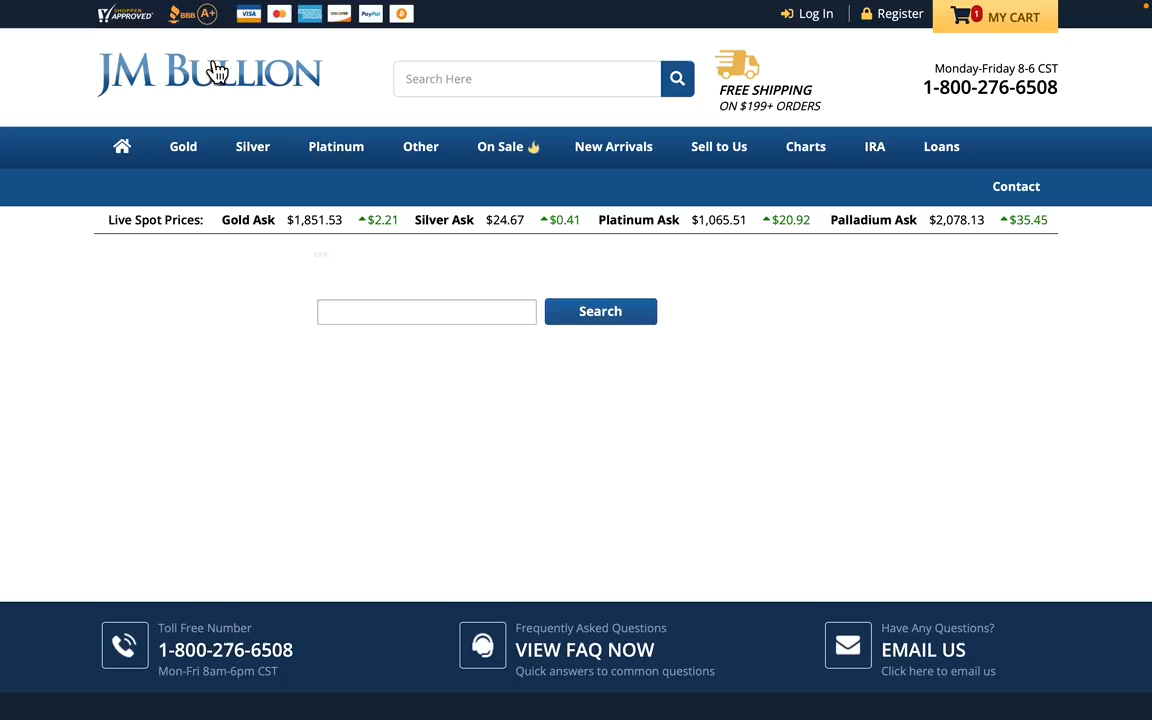 SHOPPER APPROVED
BBB A+
VISA
DISCOVER
PayPal
Log In
Register
1 MY CART
JM BULLION
Search Here
FREE SHIPPING
ON $199+ ORDERS
Monday-Friday 8-6 CST
1-800-276-6508
Gold Silver Platinum Other On Sale New Arrivals Sell to Us Charts IRA Loans
Contact
Live Spot Prices: Gold Ask $1,851.53 $2.21 Silver Ask $24.67 $0.41 Platinum Ask $1,065.51 $20.92 Palladium Ask $2,078.13 $35.45
Search
Toll Free Number
1-800-276-6508
Mon-Fri 8am-6pm CST
Frequently Asked Questions
VIEW FAQ NOW
Quick answers to common questions
Have Any Questions?
EMAIL US
Click here to email us